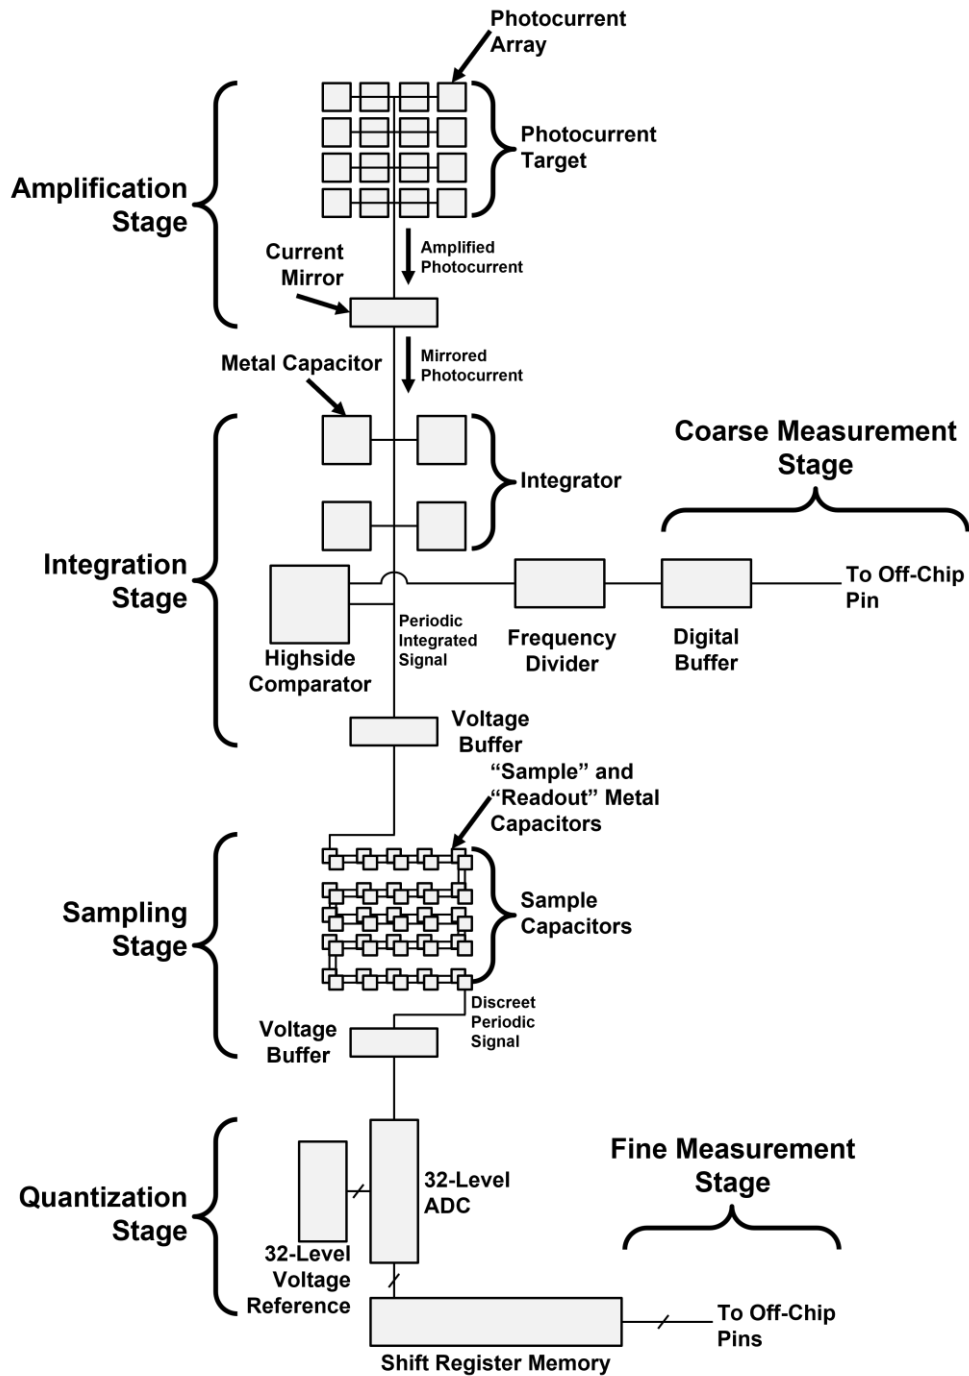 Photocurrent
Array
Photocurrent
Target
Amplification
Stage
Current
Mirror
Amplified
Photocurrent
Metal Capacitor
Mirrored
Photocurrent
Coarse Measurement
Stage
Integrator
Integration
Stage
To Off-Chip
Pin
Periodic
Integrated
Signal
Frequency
Divider
Digital
Buffer
Highside
Comparator
Voltage
Buffer
“Sample” and
“Readout” Metal
Capacitors
Sampling
Stage
Sample
Capacitors
Discreet
Periodic
Signal
Voltage
Buffer
Fine Measurement
Stage
Quantization
Stage
32-Level
ADC
32-Level
Voltage
Reference
To Off-Chip
Pins
Shift Register Memory